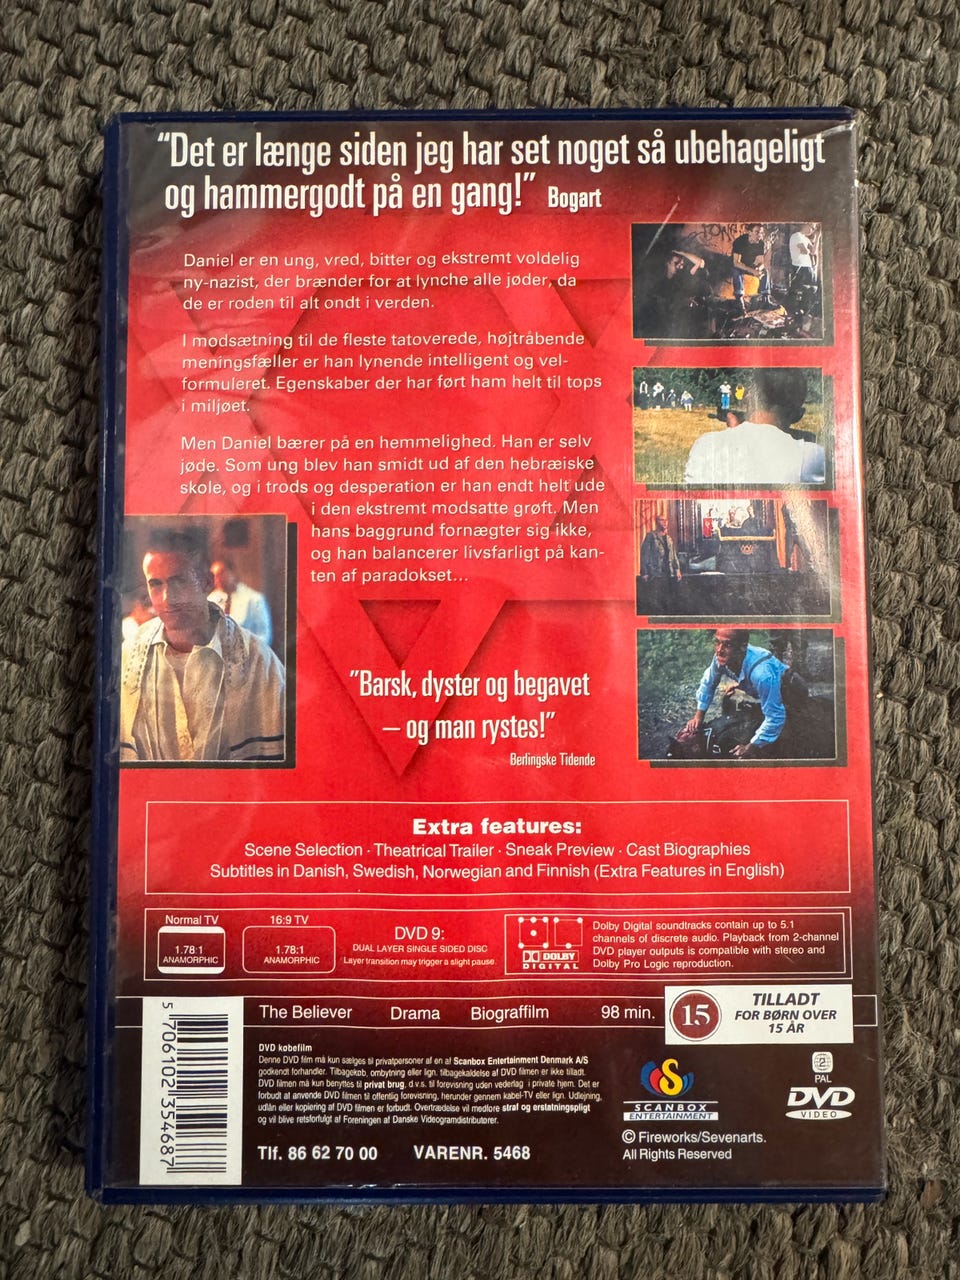 “Det er længe siden jeg har set noget så ubehageligt
og hammergodt på en gang!” Bogart
Daniel er en ung, vred, bitter og ekstremt voldelig
ny-nazist, der brænder for at lynche alle jøder, da
de er roden til alt ondt i verden.
I modsætning til de fleste tatoverede, højtråbende
meningsfæller er han lynende intelligent og vel-
formuleret. Egenskaber der har ført ham helt til tops
i miljøet.
Men Daniel bærer på en hemmelighed. Han er selv
jøde. Som ung blev han smidt ud af den hebræiske
skole, og i trods og desperation er han endt helt ude
i den ekstremt modsatte grøft. Men
hans baggrund fornægter sig ikke,
og han balancerer livsfarligt på kan-
ten af paradokset...
”Barsk, dyster og begavet
– og man rystes!”
Berlingske Tidende
Extra features:
Scene Selection · Theatrical Trailer · Sneak Preview · Cast Biographies
Subtitles in Danish, Swedish, Norwegian and Finnish (Extra Features in English)
Normal TV
1.78:1
ANAMORPHIC
16:9 TV
1.78:1
ANAMORPHIC
DVD 9:
DUAL LAYER SINGLE SIDED DISC
Layer transition may trigger a slight pause.
DOLBY
DIGITAL
Dolby Digital soundtracks contain up to 5.1
channels of discrete audio. Playback from 2-channel
DVD player outputs is compatible with stereo and
Dolby Pro Logic reproduction.
The Believer Drama Biograffilm 98 min.
15
TILLADT
FOR BØRN OVER
15 ÅR
5 706102 354687
DVD købefilm
Denne DVD film må kun sælges til privatpersoner af en af Scanbox Entertainment Denmark A/S
godkendt forhandler. Tilbagekøb, ombytning eller lign. tilbagekaldelse af DVD filmen er ikke tilladt.
DVD filmen må kun benyttes til privat brug, d.v.s. til forevisning uden vederlag i private hjem. Det er
forbudt at anvende DVD filmen til offentlig forevisning, herunder gennem kabel-TV eller lign. Udlejning,
udlån eller kopiering af DVD filmen er forbudt. Overtrædelse vil medføre straf og erstatningspligt
og vil blive retsforfulgt af Foreningen af Danske Videogramdistributører.
Tlf. 86 62 70 00 VARENR. 5468
S
SCANBOX
ENTERTAINMENT
2
PAL
DVD
VIDEO
© Fireworks/Sevenarts.
All Rights Reserved